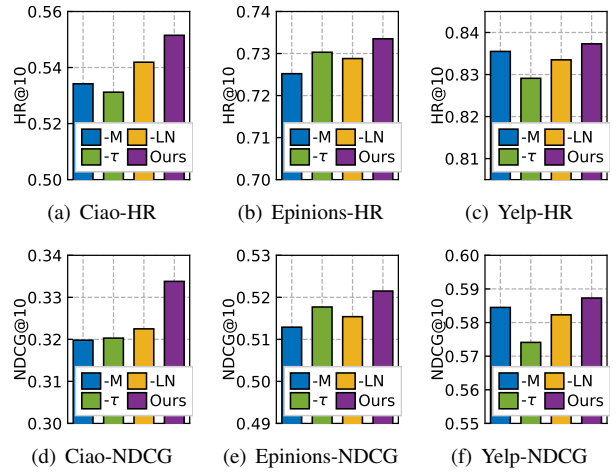 HR@10
0.56
0.54
0.52
0.50
-M
-LN
-τ
Ours
(a) Ciao-HR
HR@10
0.73
0.72
0.71
0.70
-M
-LN
-τ
Ours
(b) Epinions-HR
HR@10
0.84
0.83
0.82
0.81
-M
-LN
-τ
Ours
(c) Yelp-HR
NDCG@10
0.34
0.33
0.32
0.31
0.30
-M
-LN
-τ
Ours
(d) Ciao-NDCG
NDCG@10
0.53
0.52
0.51
0.50
0.49
-M
-LN
-τ
Ours
(e) Epinions-NDCG
NDCG@10
0.60
0.59
0.58
0.57
0.56
0.55
-M
-LN
-τ
Ours
(f) Yelp-NDCG